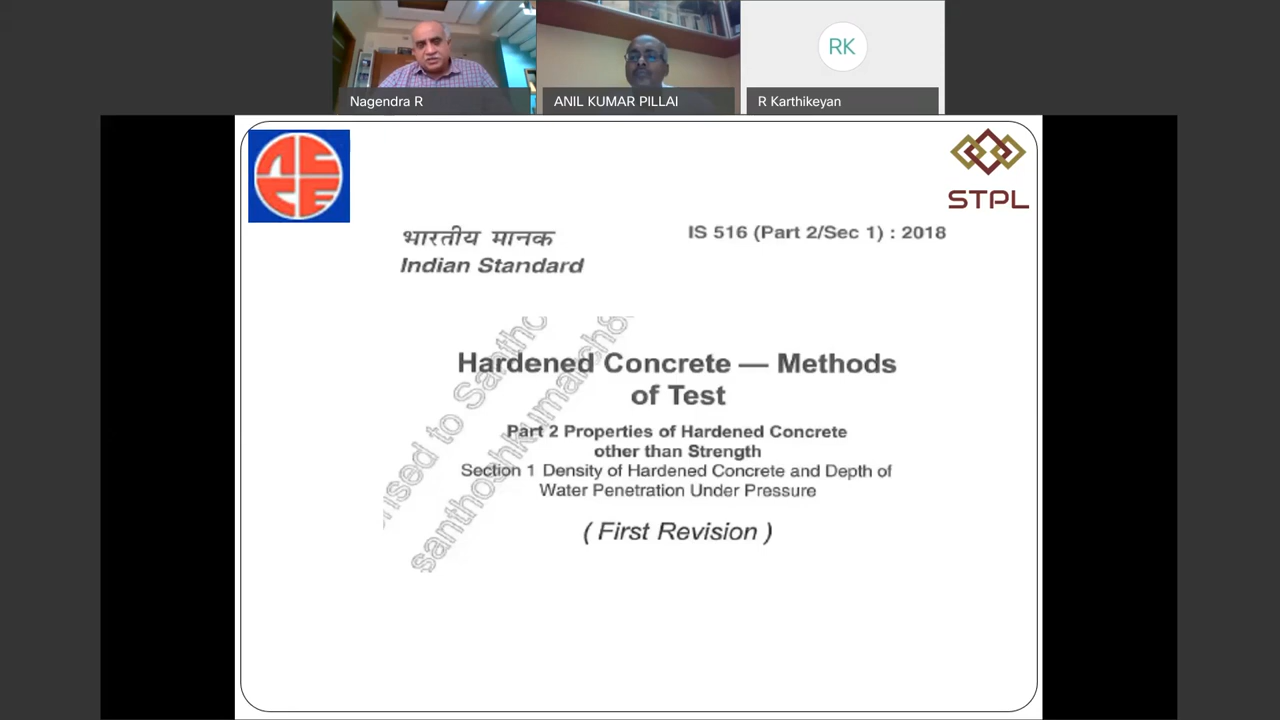 Nagendra R
ANIL KUMAR PILLAI
RK
R Karthikeyan
STPL
भारतीय मानक
Indian Standard
IS 516 (Part 2/Sec 1) : 2018
Hardened Concrete — Methods
of Test
Part 2 Properties of Hardened Concrete
other than Strength
Section 1 Density of Hardened Concrete and Depth of
Water Penetration Under Pressure
( First Revision )